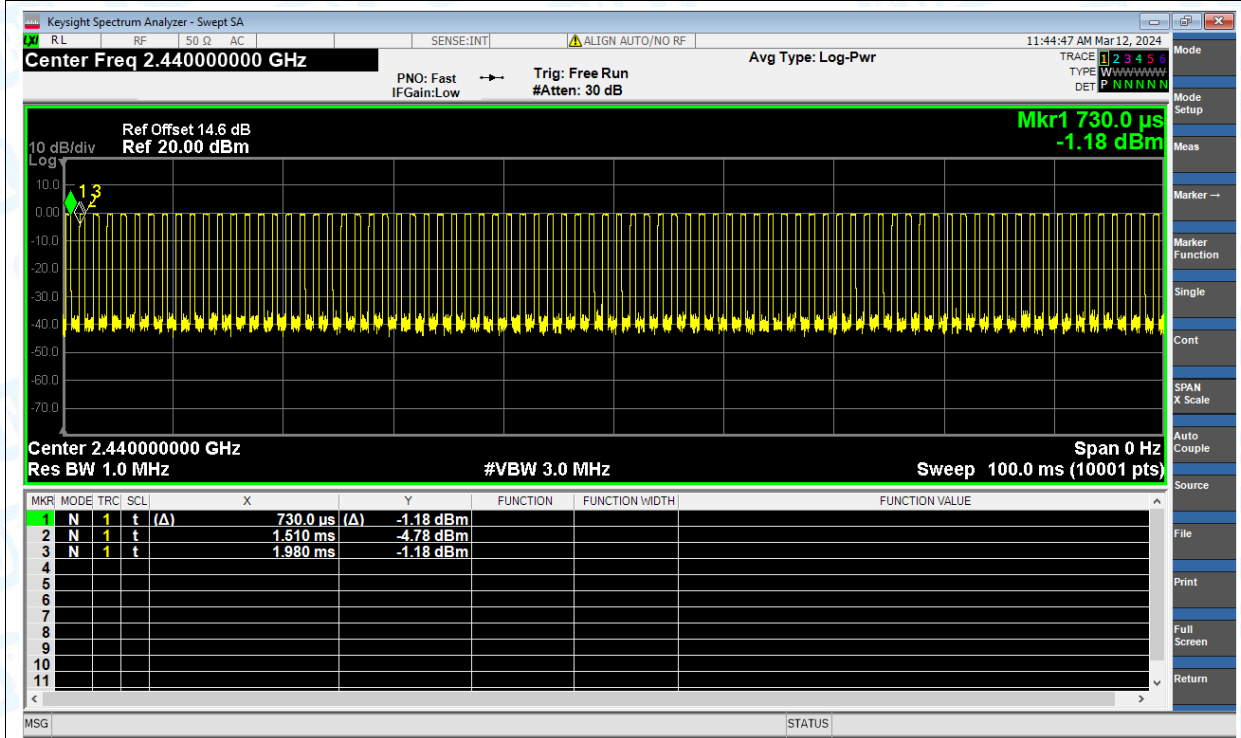 Keysight Spectrum Analyzer - Swept SA
LXI RL RF 50 Ω AC SENSE:INT ALIGN AUTO/NO RF 11:44:47 AM Mar 12, 2024
Center Freq 2.440000000 GHz
Avg Type: Log-Pwr
TRACE 1 2 3 4 5 6
TYPE WWWWWWW
DET P N N N N N
PNO: Fast
IFGain:Low
Trig: Free Run
#Atten: 30 dB
Mkr1 730.0 µs
-1.18 dBm
Ref Offset 14.6 dB
10 dB/div Ref 20.00 dBm
Log
10.0
0.00
-10.0
-20.0
-30.0
-40.0
-50.0
-60.0
-70.0
1 2 3
Center 2.440000000 GHz Span 0 Hz
Res BW 1.0 MHz #VBW 3.0 MHz Sweep 100.0 ms (10001 pts)
MKR MODE TRC SCL X Y FUNCTION FUNCTION WIDTH FUNCTION VALUE
1 N 1 t (Δ) 730.0 µs (Δ) -1.18 dBm
2 N 1 t 1.510 ms -4.78 dBm
3 N 1 t 1.980 ms -1.18 dBm
4
5
6
7
8
9
10
11
MSG STATUS
Mode
Mode
Setup
Meas
Marker →
Marker
Function
Single
Cont
SPAN
X Scale
Auto
Couple
Source
File
Print
Full
Screen
Return